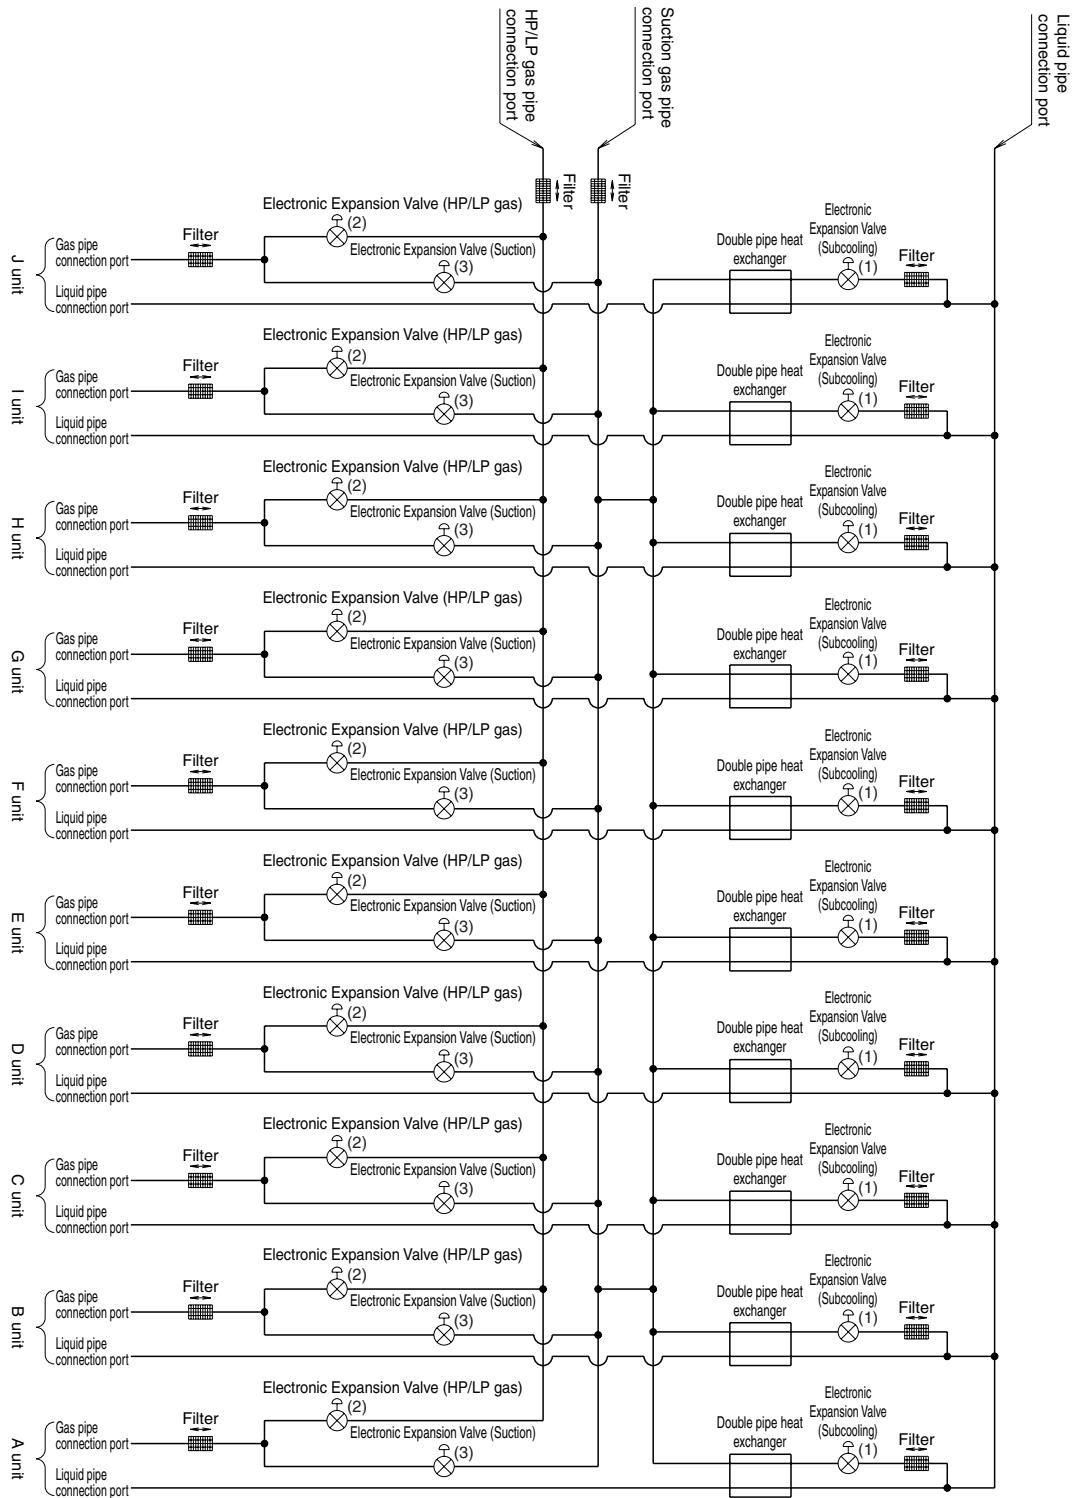 Liquid pipe
connection port
Suction gas pipe
connection port
HP/LP gas pipe
connection port
Filter
Filter
Electronic Expansion Valve (HP/LP gas)
(2)
Electronic Expansion Valve (Suction)
(3)
Filter
Gas pipe
connection port
Liquid pipe
connection port
J unit
Double pipe heat
exchanger
Electronic
Expansion Valve
(Subcooling)
(1)
Filter
Electronic Expansion Valve (HP/LP gas)
(2)
Electronic Expansion Valve (Suction)
(3)
Filter
Gas pipe
connection port
Liquid pipe
connection port
I unit
Double pipe heat
exchanger
Electronic
Expansion Valve
(Subcooling)
(1)
Filter
Electronic Expansion Valve (HP/LP gas)
(2)
Electronic Expansion Valve (Suction)
(3)
Filter
Gas pipe
connection port
Liquid pipe
connection port
H unit
Double pipe heat
exchanger
Electronic
Expansion Valve
(Subcooling)
(1)
Filter
Electronic Expansion Valve (HP/LP gas)
(2)
Electronic Expansion Valve (Suction)
(3)
Filter
Gas pipe
connection port
Liquid pipe
connection port
G unit
Double pipe heat
exchanger
Electronic
Expansion Valve
(Subcooling)
(1)
Filter
Electronic Expansion Valve (HP/LP gas)
(2)
Electronic Expansion Valve (Suction)
(3)
Filter
Gas pipe
connection port
Liquid pipe
connection port
F unit
Double pipe heat
exchanger
Electronic
Expansion Valve
(Subcooling)
(1)
Filter
Electronic Expansion Valve (HP/LP gas)
(2)
Electronic Expansion Valve (Suction)
(3)
Filter
Gas pipe
connection port
Liquid pipe
connection port
E unit
Double pipe heat
exchanger
Electronic
Expansion Valve
(Subcooling)
(1)
Filter
Electronic Expansion Valve (HP/LP gas)
(2)
Electronic Expansion Valve (Suction)
(3)
Filter
Gas pipe
connection port
Liquid pipe
connection port
D unit
Double pipe heat
exchanger
Electronic
Expansion Valve
(Subcooling)
(1)
Filter
Electronic Expansion Valve (HP/LP gas)
(2)
Electronic Expansion Valve (Suction)
(3)
Filter
Gas pipe
connection port
Liquid pipe
connection port
C unit
Double pipe heat
exchanger
Electronic
Expansion Valve
(Subcooling)
(1)
Filter
Electronic Expansion Valve (HP/LP gas)
(2)
Electronic Expansion Valve (Suction)
(3)
Filter
Gas pipe
connection port
Liquid pipe
connection port
B unit
Double pipe heat
exchanger
Electronic
Expansion Valve
(Subcooling)
(1)
Filter
Electronic Expansion Valve (HP/LP gas)
(2)
Electronic Expansion Valve (Suction)
(3)
Filter
Gas pipe
connection port
Liquid pipe
connection port
A unit
Double pipe heat
exchanger
Electronic
Expansion Valve
(Subcooling)
(1)
Filter